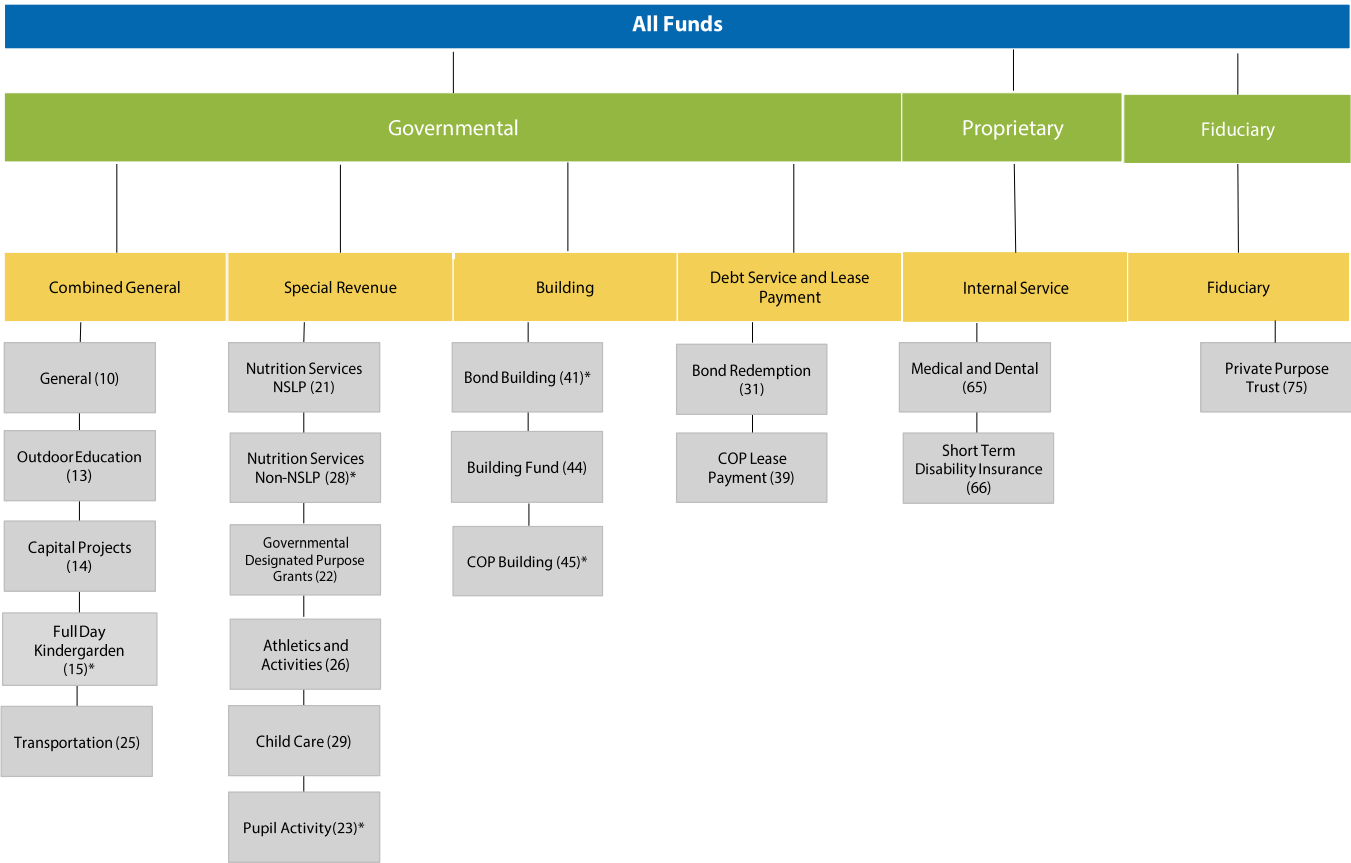 All Funds
Governmental
Proprietary
Fiduciary
Combined General
Special Revenue
Building
Debt Service and Lease
Payment
Internal Service
Fiduciary
General (10)
Outdoor Education
(13)
Capital Projects
(14)
Full Day
Kindergarden
(15)*
Transportation (25)
Nutrition Services
NSLP (21)
Nutrition Services
Non-NSLP (28)*
Governmental
Designated Purpose
Grants (22)
Athletics and
Activities (26)
Child Care (29)
Pupil Activity (23)*
Bond Building (41)*
Building Fund (44)
COP Building (45)*
Bond Redemption
(31)
COP Lease
Payment (39)
Medical and Dental
(65)
Short Term
Disability Insurance
(66)
Private Purpose
Trust (75)